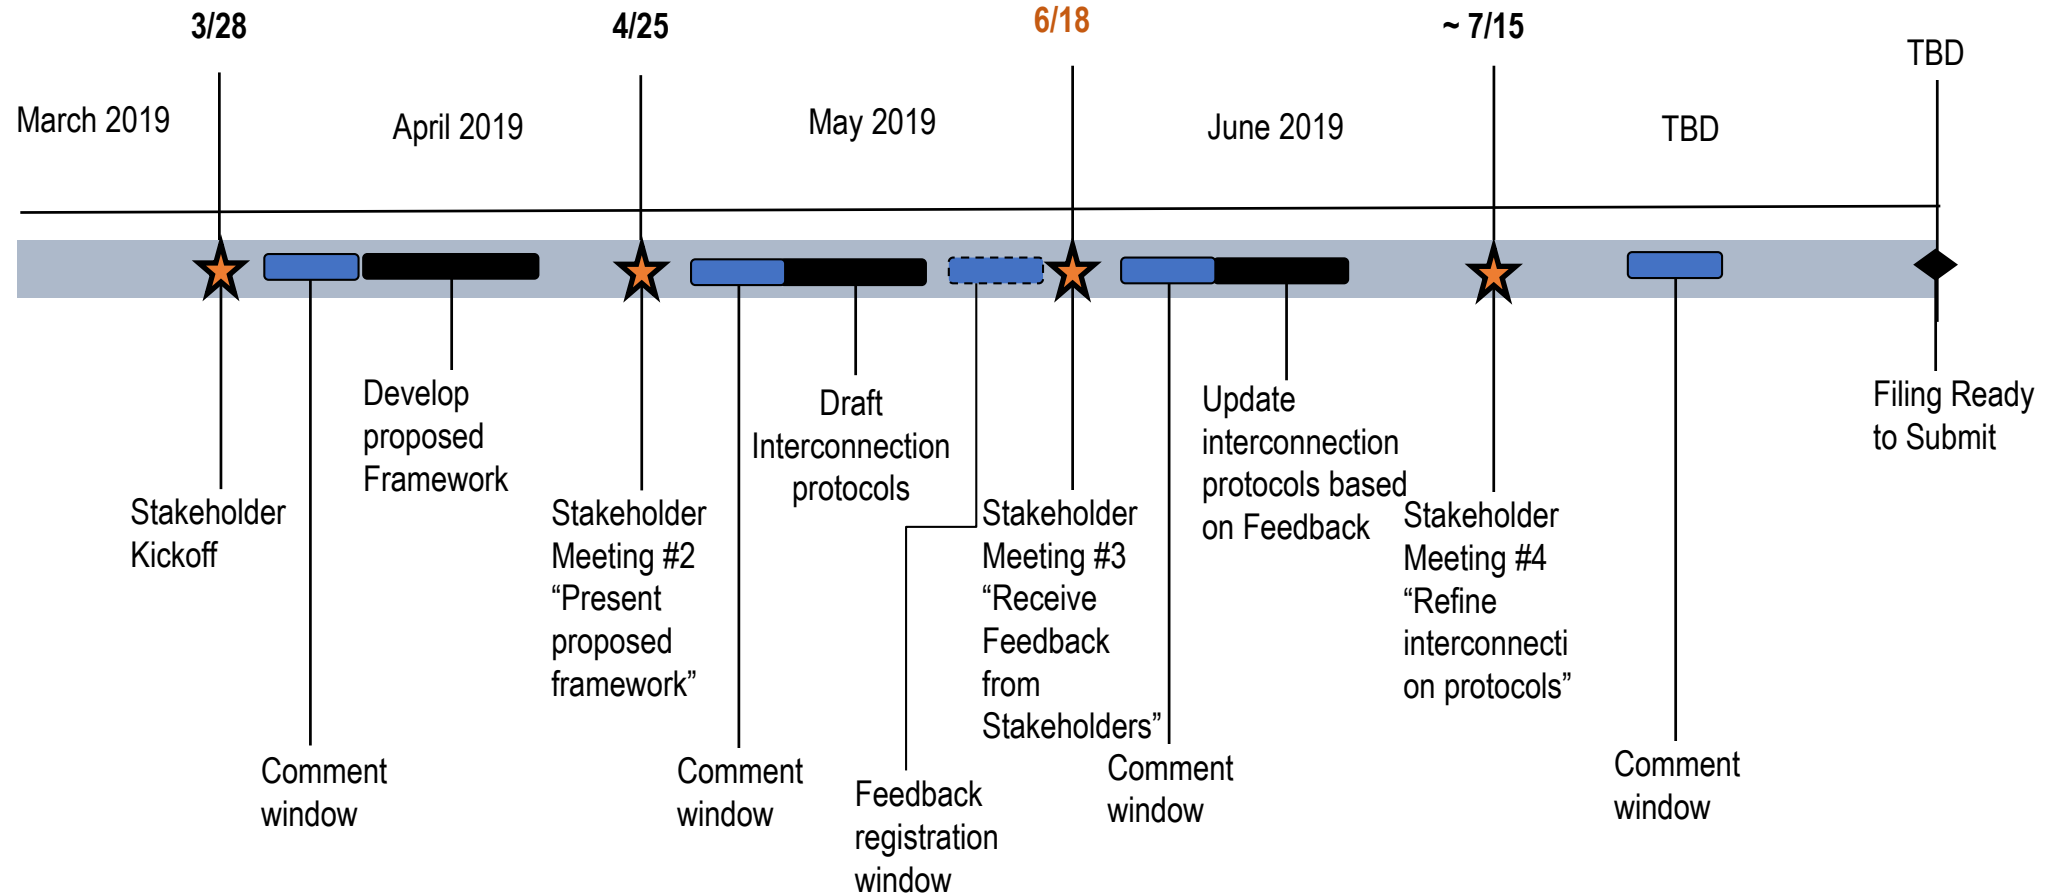 3/28
4/25
6/18
~ 7/15
TBD
March 2019
April 2019
May 2019
June 2019
TBD
Develop
proposed
Framework
Draft
Interconnection
protocols
Update
interconnection
protocols based
on Feedback
Filing Ready
to Submit
Stakeholder
Kickoff
Stakeholder
Meeting #2
“Present
proposed
framework”
Stakeholder
Meeting #3
“Receive
Feedback
from
Stakeholders”
Stakeholder
Meeting #4
“Refine
interconnecti
on protocols”
Comment
window
Comment
window
Feedback
registration
window
Comment
window
Comment
window